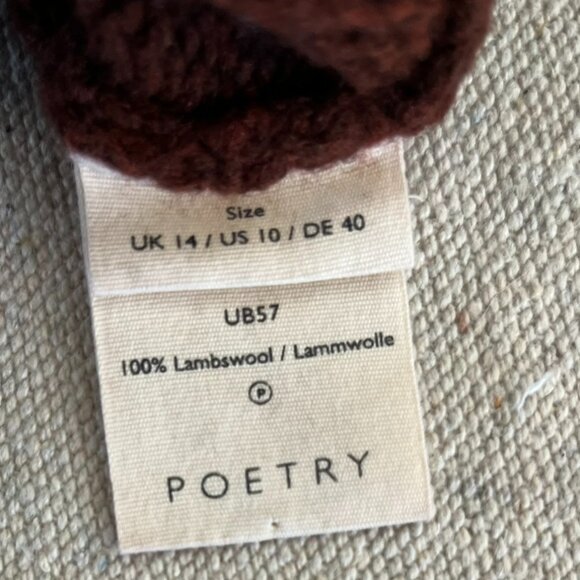 Size
UK 14 / US 10 / DE 40
UB57
100% Lambswool / Lammwolle
P
POETRY